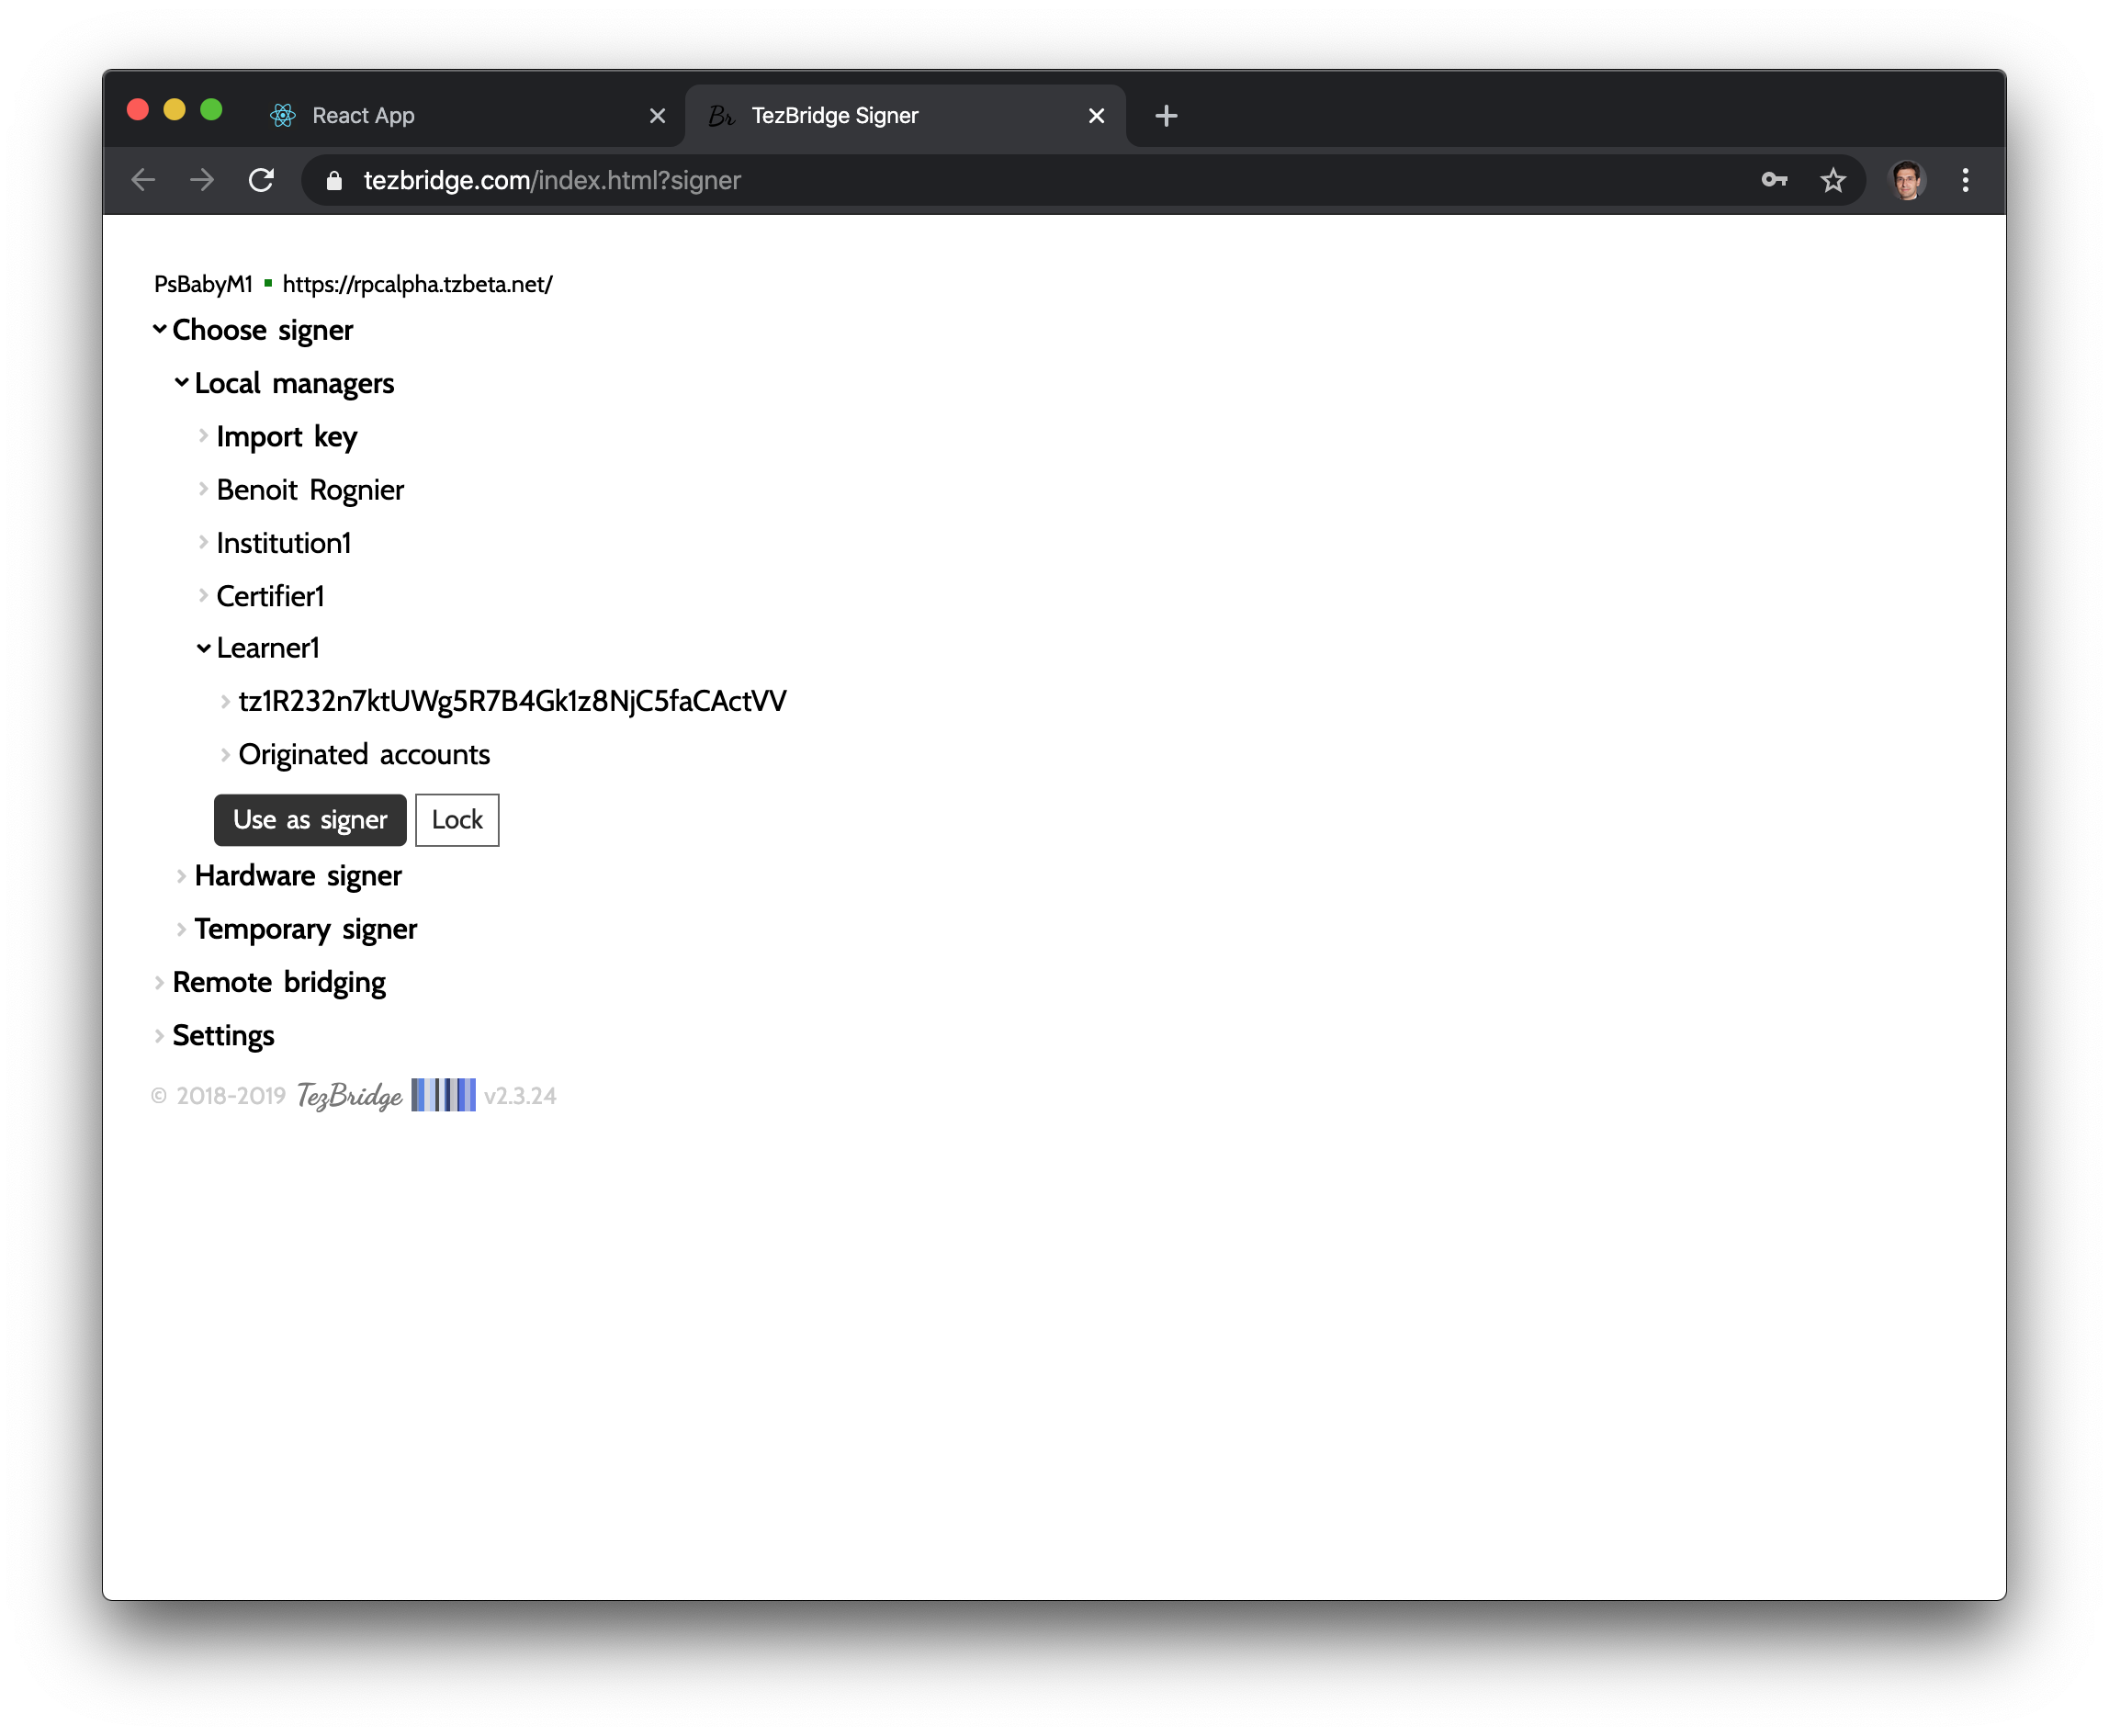 React App
TezBridge Signer
tezbridge.com/index.html?signer
PsBabyM1 https://rpcalpha.tzbeta.net/
Choose signer
Local managers
Import key
Benoit Rognier
Institution1
Certifier1
Learner1
tz1R232n7ktUWg5R7B4Gk1z8NjC5faCActVV
Originated accounts
Use as signer Lock
Hardware signer
Temporary signer
Remote bridging
Settings
© 2018-2019 TezBridge v2.3.24